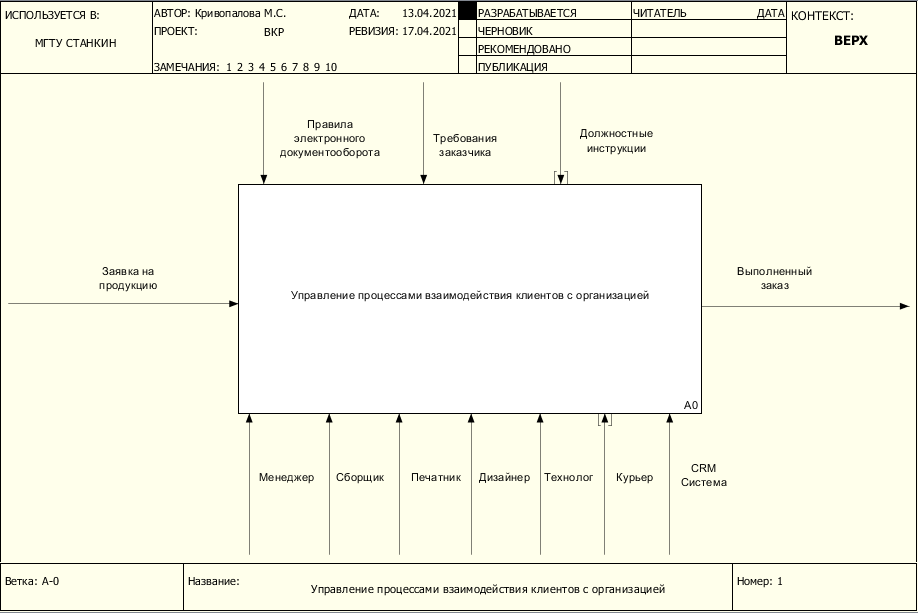 ИСПОЛЬЗУЕТСЯ В:
МГТУ СТАНКИН
АВТОР: Кривопалова М.С.
ДАТА: 13.04.2021
ПРОЕКТ: ВКР
РЕВИЗИЯ: 17.04.2021
ЗАМЕЧАНИЯ: 1 2 3 4 5 6 7 8 9 10
РАЗРАБАТЫВАЕТСЯ
ЧЕРНОВИК
РЕКОМЕНДОВАНО
ПУБЛИКАЦИЯ
ЧИТАТЕЛЬ ДАТА
КОНТЕКСТ:
ВЕРХ
Правила
электронного
документооборота
Требования
заказчика
Должностные
инструкции
Заявка на
продукцию
Управление процессами взаимодействия клиентов с организацией
A0
Выполненный
заказ
Менеджер
Сборщик
Печатник
Дизайнер
Технолог
Курьер
CRM
Система
Ветка: A-0
Название:
Управление процессами взаимодействия клиентов с организацией
Номер: 1